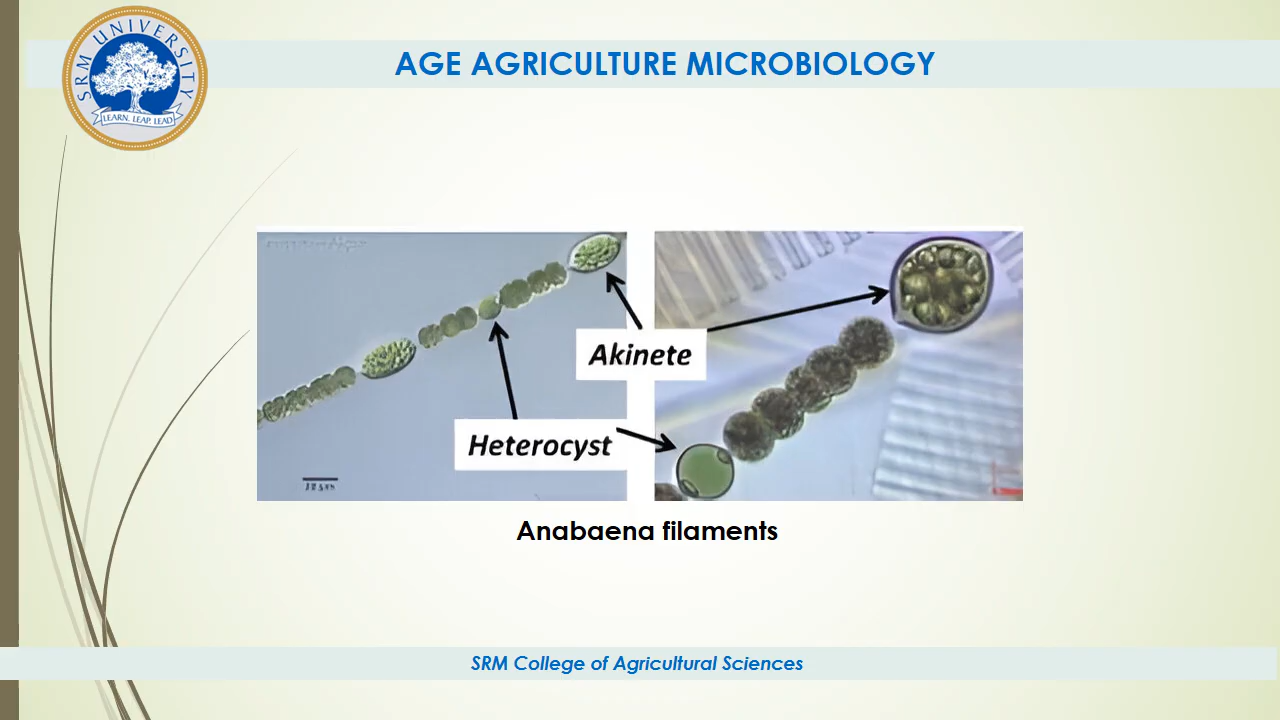 SRM UNIVERSITY
LEARN. LEAP. LEAD
AGE AGRICULTURE MICROBIOLOGY
Akinete
Heterocyst
Anabaena filaments
SRM College of Agricultural Sciences